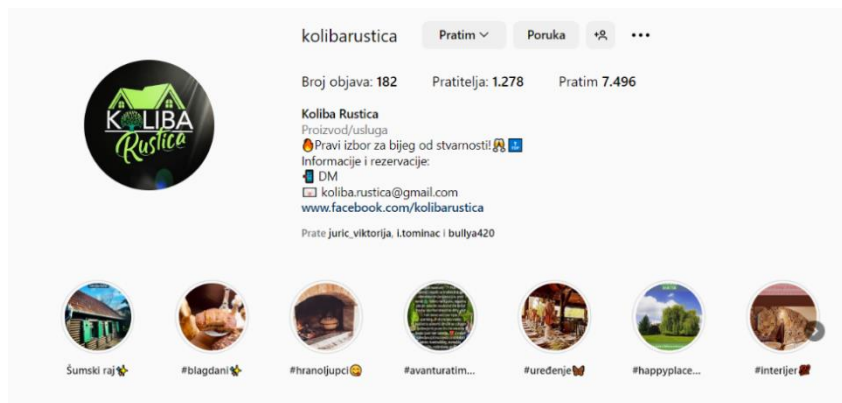 kolibarustica Pratim Poruka
Broj objava: 182 Pratitelja: 1.278 Pratim 7.496
KOLIBA
Rustica
Koliba Rustica
Proizvod/usluga
🔥Pravi izbor za bijeg od stvarnosti!🥂🔝
Informacije i rezervacije:
📲 DM
📧 koliba.rustica@gmail.com
www.facebook.com/kolibarustica
Prate juric_viktorija, i.tominac i bullya420
Šumski raj✨ #blagdani✨ #hranoljupci😋 #avanturatim... #uređenje🦋 #happyplace... #interijer